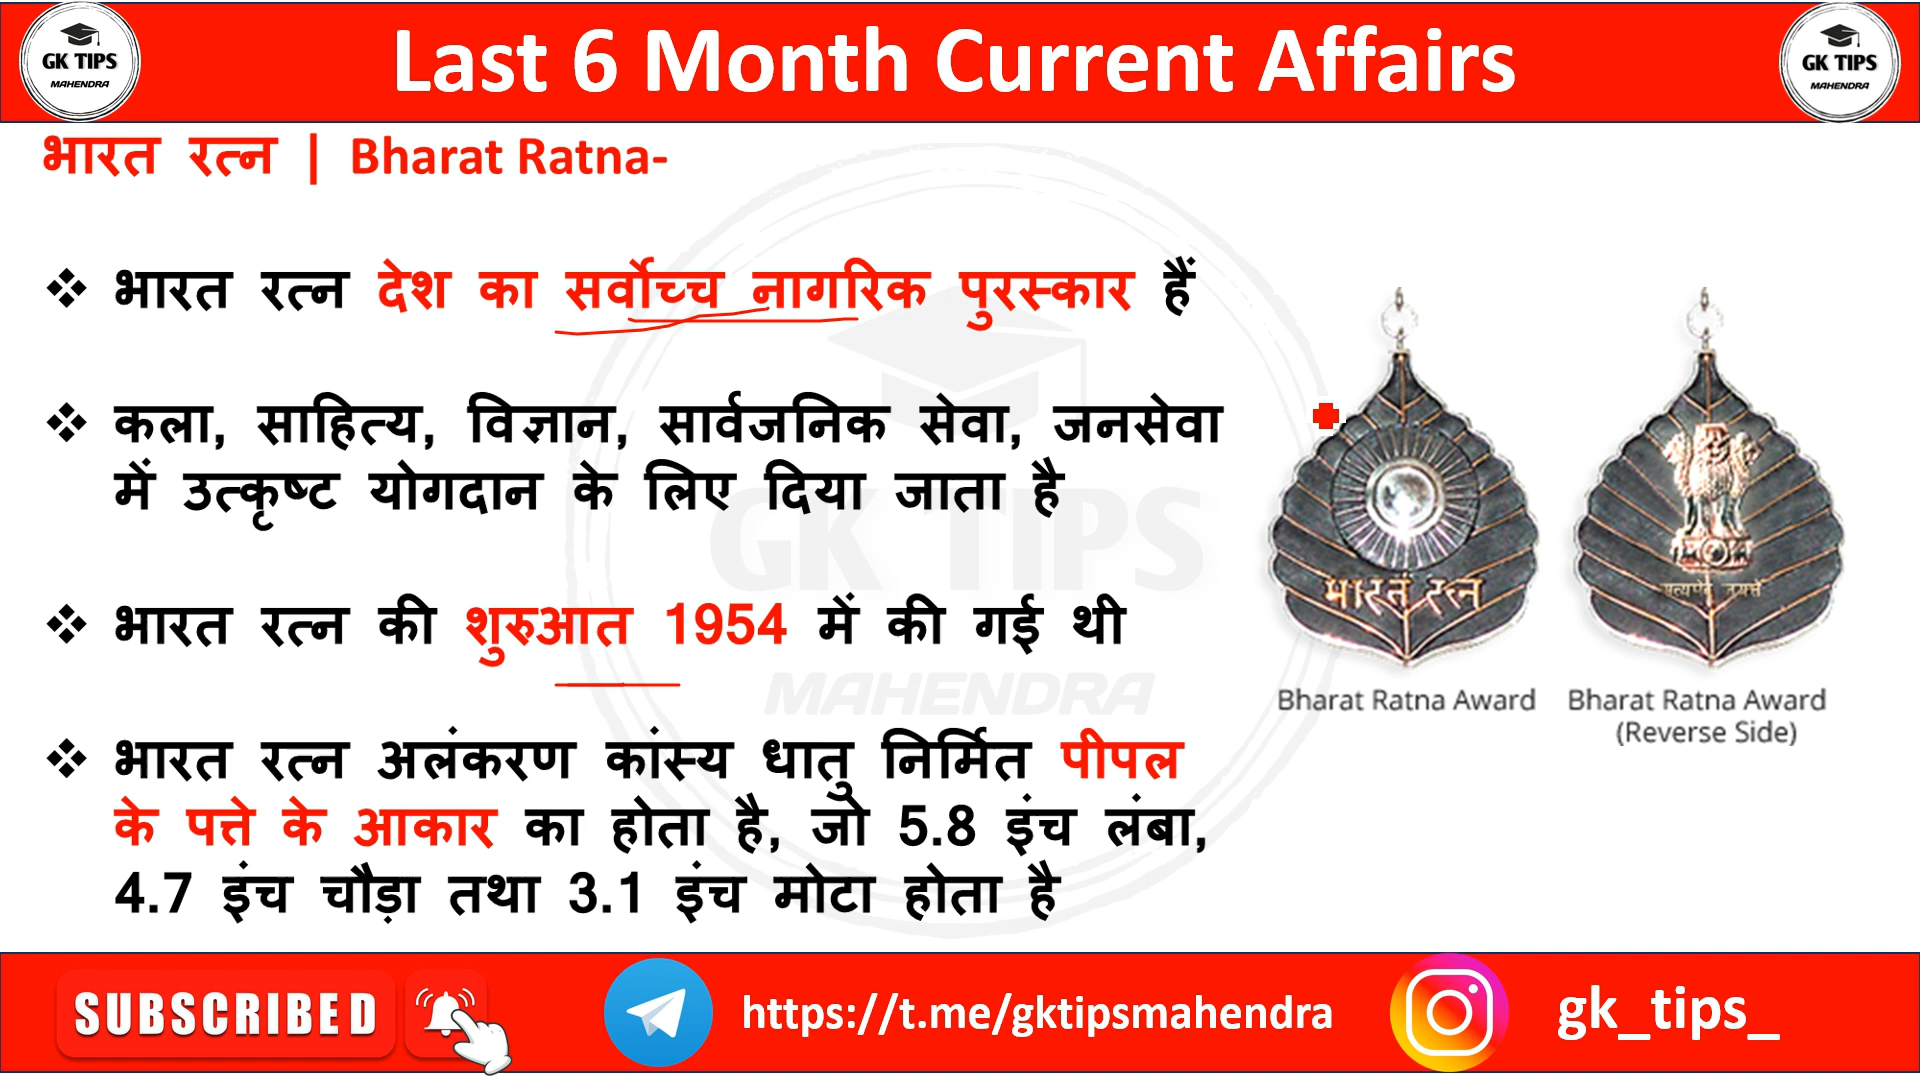 GK TIPS
MAHENDRA
Last 6 Month Current Affairs
GK TIPS
MAHENDRA
भारत रत्न | Bharat Ratna-
भारत रत्न देश का सर्वोच्च नागरिक पुरस्कार हैं
कला, साहित्य, विज्ञान, सार्वजनिक सेवा, जनसेवा
में उत्कृष्ट योगदान के लिए दिया जाता है
भारत रत्न की शुरुआत 1954 में की गई थी
भारत रत्न अलंकरण कांस्य धातु निर्मित पीपल
के पत्ते के आकार का होता है, जो 5.8 इंच लंबा,
4.7 इंच चौड़ा तथा 3.1 इंच मोटा होता है
GK TIPS
MAHENDRA
भारत रत्न
सत्यमेव जयते
Bharat Ratna Award
Bharat Ratna Award
(Reverse Side)
SUBSCRIBED
https://t.me/gktipsmahendra
gk_tips_